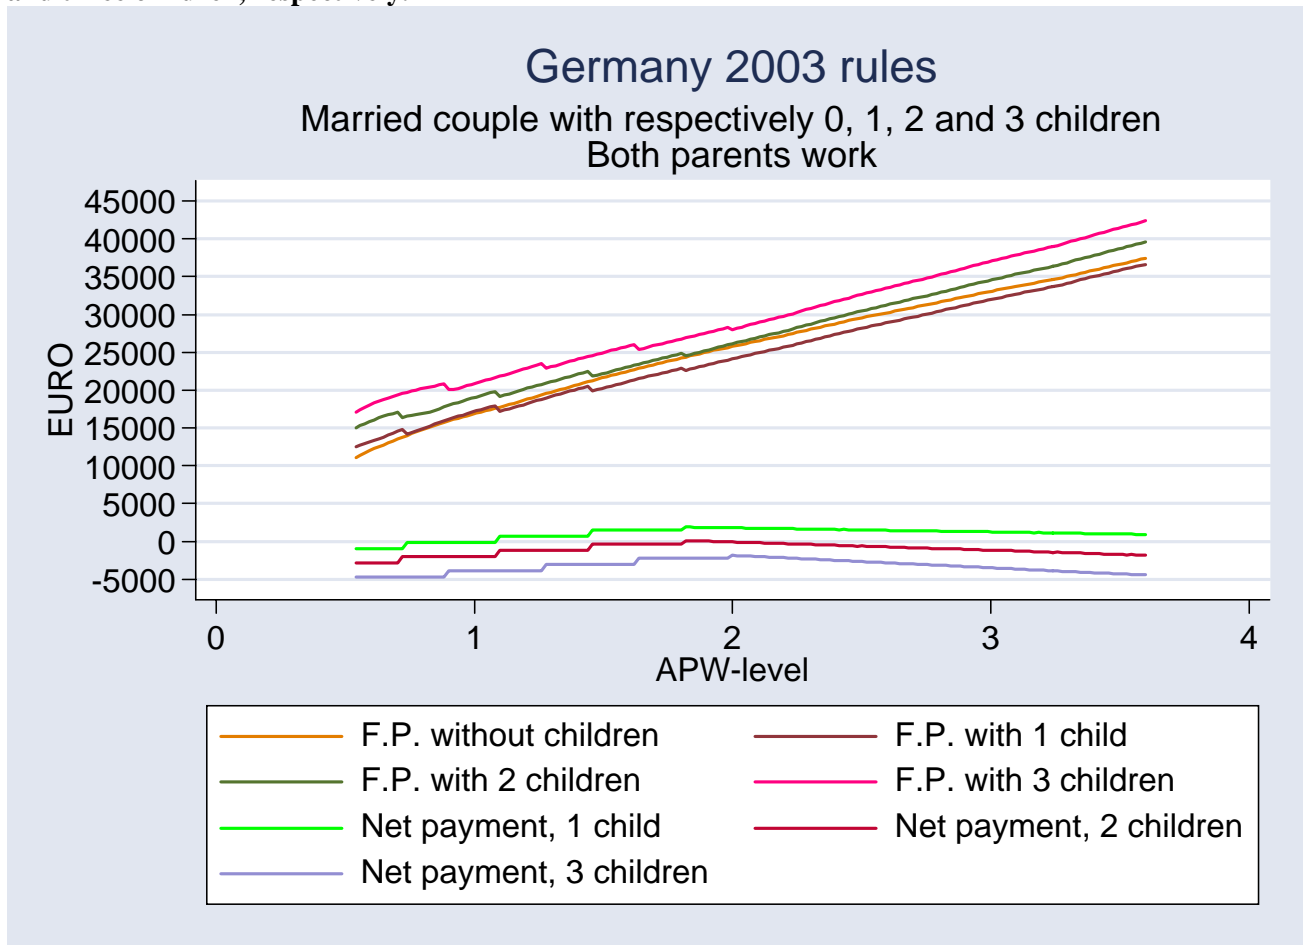 Germany 2003 rules
Married couple with respectively 0, 1, 2 and 3 children
Both parents work
45000
40000
35000
30000
25000
20000
15000
10000
5000
0
-5000
EURO
0 1 2 3 4
APW-level
F.P. without children F.P. with 1 child
F.P. with 2 children F.P. with 3 children
Net payment, 1 child Net payment, 2 children
Net payment, 3 children